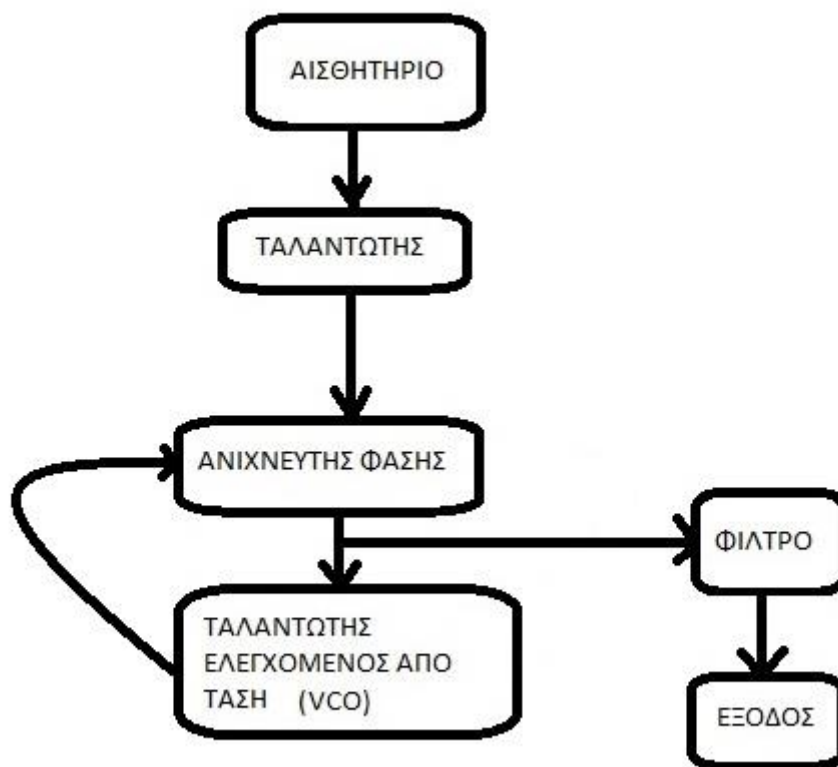 ΑΙΣΘΗΤΗΡΙΟ
ΤΑΛΑΝΤΩΤΗΣ
ΑΝΙΧΝΕΥΤΗΣ ΦΑΣΗΣ
ΦΙΛΤΡΟ
ΤΑΛΑΝΤΩΤΗΣ
ΕΛΕΓΧΟΜΕΝΟΣ ΑΠΟ
ΤΑΣΗ (VCO)
ΕΞΟΔΟΣ